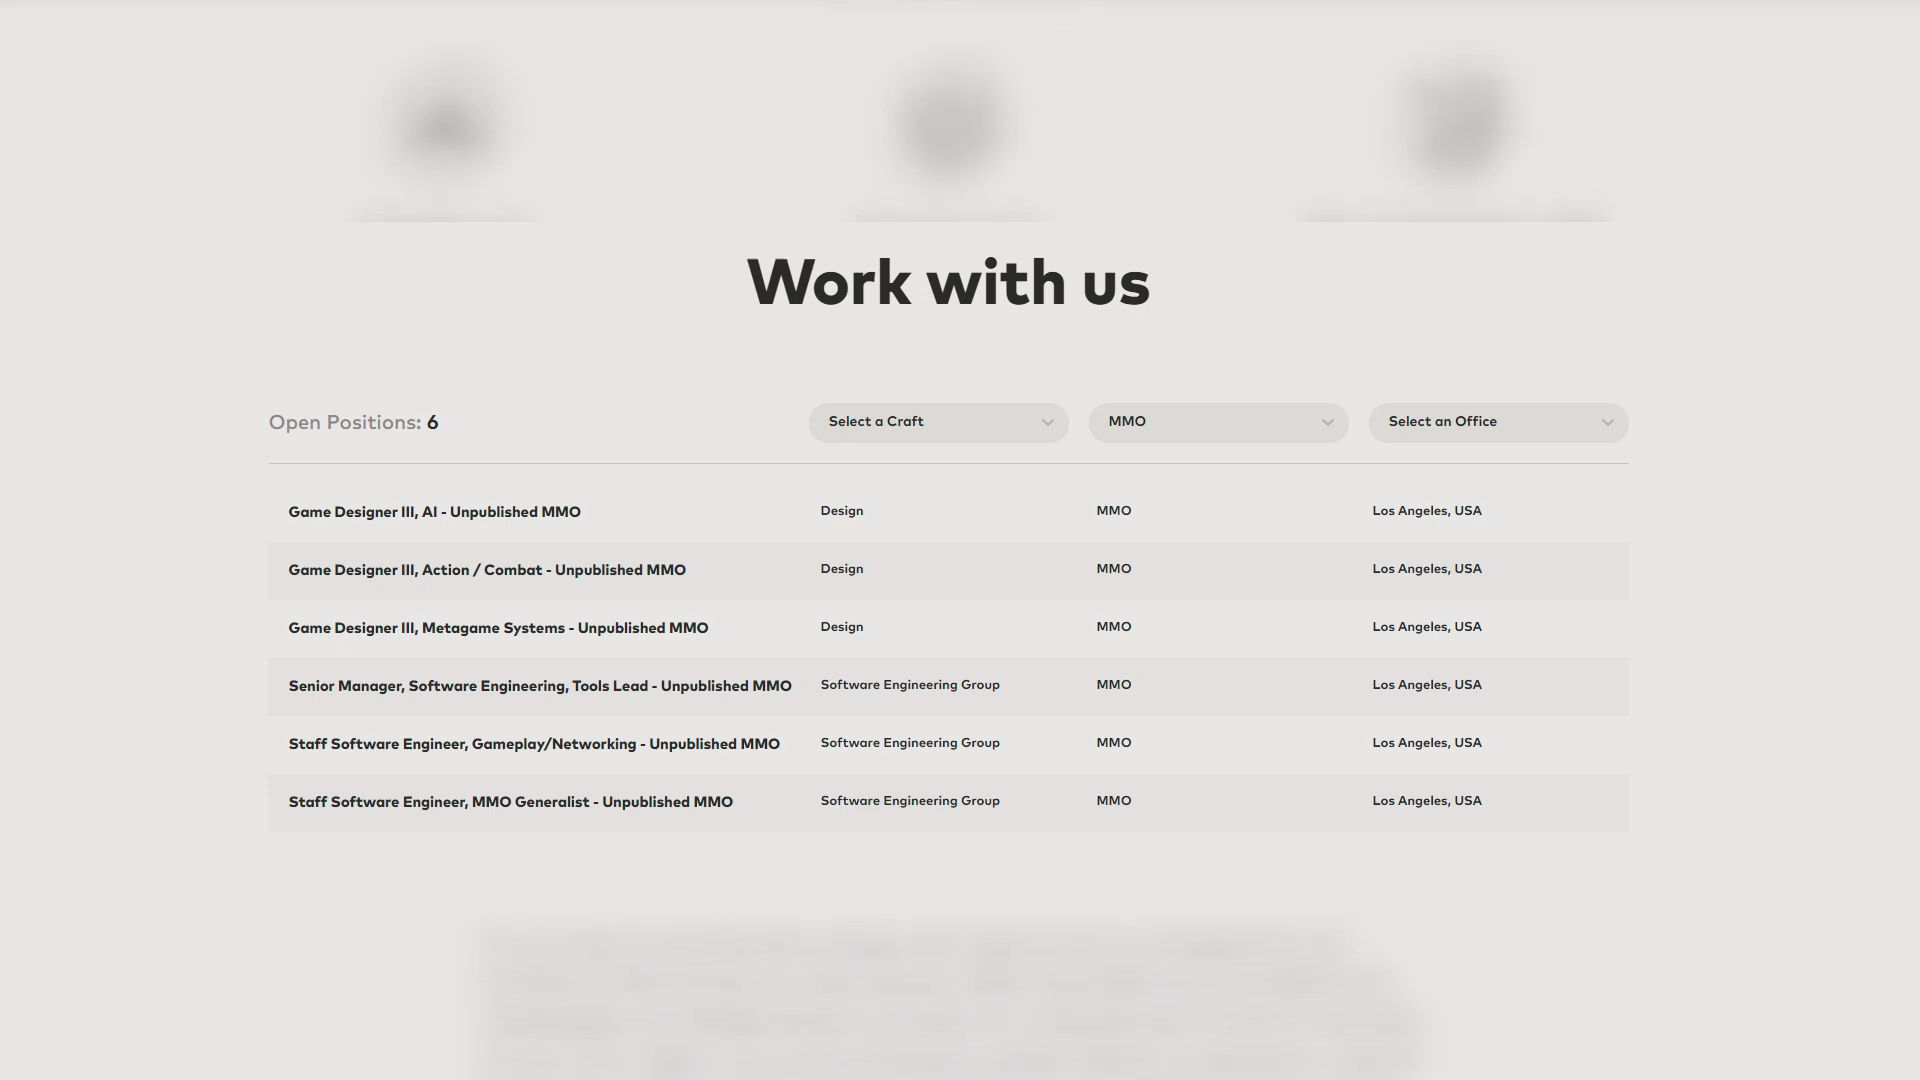 Work with us
Open Positions: 6
Select a Craft
MMO
Select an Office
Game Designer III, AI - Unpublished MMO Design MMO Los Angeles, USA
Game Designer III, Action / Combat - Unpublished MMO Design MMO Los Angeles, USA
Game Designer III, Metagame Systems - Unpublished MMO Design MMO Los Angeles, USA
Senior Manager, Software Engineering, Tools Lead - Unpublished MMO Software Engineering Group MMO Los Angeles, USA
Staff Software Engineer, Gameplay/Networking - Unpublished MMO Software Engineering Group MMO Los Angeles, USA
Staff Software Engineer, MMO Generalist - Unpublished MMO Software Engineering Group MMO Los Angeles, USA